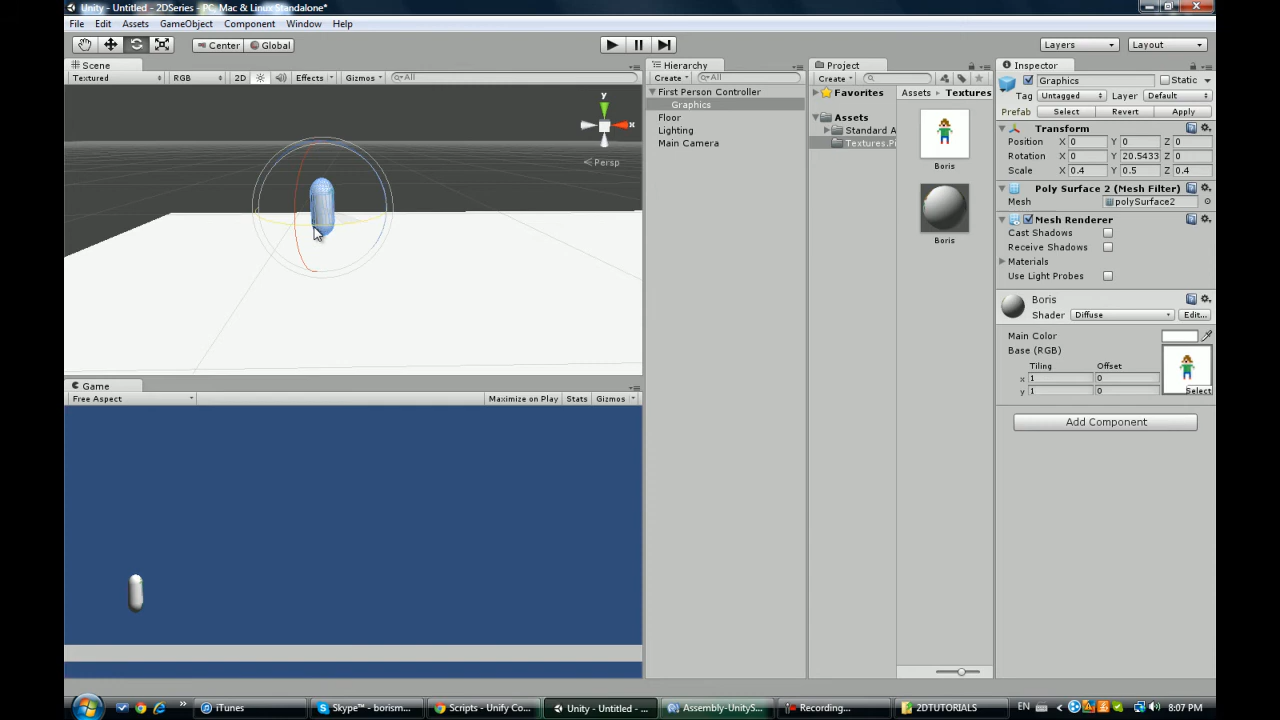 Unity - Untitled - 2DSeries - PC, Mac & Linux Standalone*
File Edit Assets GameObject Component Window Help
Center Global Layers Layout
Scene
Textured RGB 2D Effects Gizmos All
y
x
Persp
Game
Free Aspect Maximize on Play Stats Gizmos
Hierarchy
Create All
First Person Controller
Graphics
Floor
Lighting
Main Camera
Project
Create
Favorites
Assets
Standard A
Textures.Pi
Assets Textures
Boris
Boris
Inspector
Graphics Static
Tag Untagged Layer Default
Prefab Select Revert Apply
Transform
Position X 0 Y 0 Z 0
Rotation X 0 Y 20.5433 Z 0
Scale X 0.4 Y 0.5 Z 0.4
Poly Surface 2 (Mesh Filter)
Mesh polySurface2
Mesh Renderer
Cast Shadows
Receive Shadows
Materials
Use Light Probes
Boris
Shader Diffuse Edit...
Main Color
Base (RGB)
Tiling Offset
x 1 0
y 1 0
Select
Add Component
iTunes Skype™ - borism... Scripts - Unity Co... Unity - Untitled - ... Assembly-UnityS... Recording... 2DTUTORIALS EN 8:07 PM